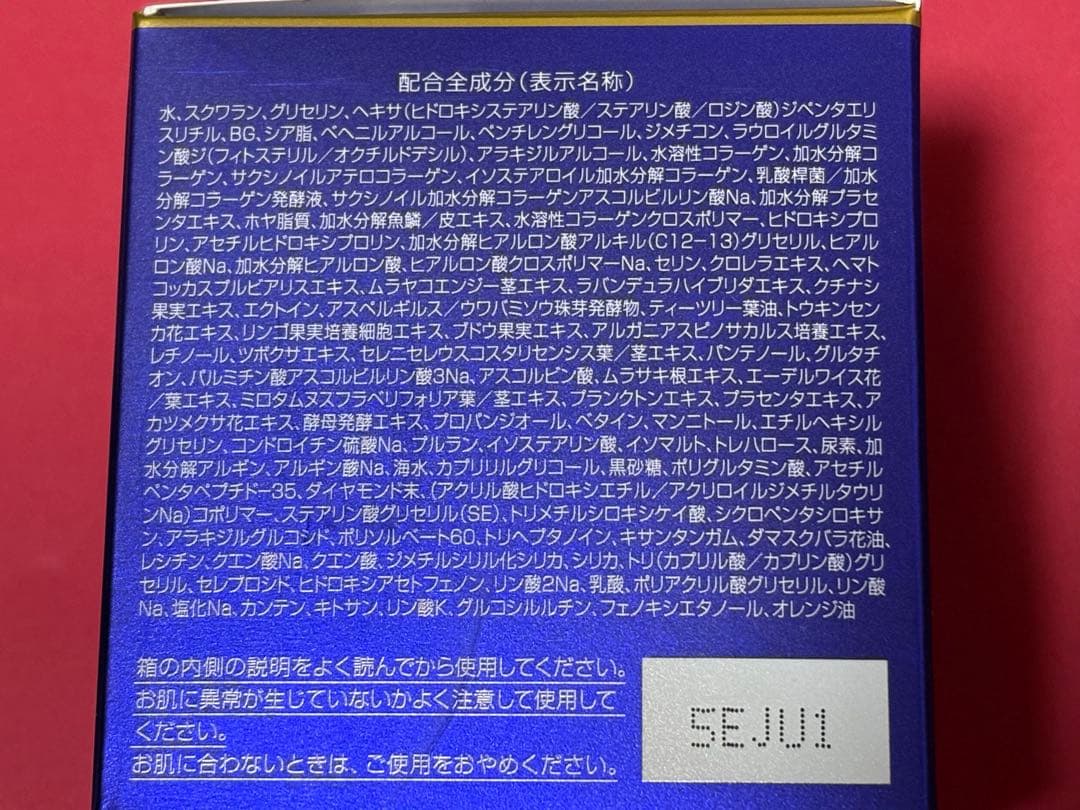 配合全成分(表示名称)
水、スクワラン、グリセリン、ヘキサ(ヒドロキシステアリン酸／ステアリン酸／ロジン酸)ジペンタエリ
スリチル、BG、シア脂、ベヘニルアルコール、ペンチレングリコール、ジメチコン、ラウロイルグルタミ
ン酸ジ(フィトステリル／オクチルドデシル)、アラキジルアルコール、水溶性コラーゲン、加水分解コ
ラーゲン、サクシノイルアテロコラーゲン、イソステアロイル加水分解コラーゲン、乳酸桿菌／加水
分解コラーゲン発酵液、サクシノイル加水分解コラーゲンアスコルビルリン酸Na、加水分解プラセ
ンタエキス、ホヤ脂質、加水分解魚鱗／皮エキス、水溶性コラーゲンクロスポリマー、ヒドロキシプロ
リン、アセチルヒドロキシプロリン、加水分解ヒアルロン酸アルキル(C12-13)グリセリル、ヒアル
ロン酸Na、加水分解ヒアルロン酸、ヒアルロン酸クロスポリマーNa、セリン、クロレラエキス、ヘマト
コッカスプルビアリスエキス、ムラヤコエンジー茎エキス、ラバンデュラハイブリダエキス、クチナシ
果実エキス、エクトイン、アスペルギルス／ウワバミソウ珠芽発酵物、ティーツリー葉油、トウキンセン
カ花エキス、リンゴ果実培養細胞エキス、ブドウ果実エキス、アルガニアスピノサカルス培養エキス、
レチノール、ツボクサエキス、セレニセレウスコスタリセンシス葉／茎エキス、パンテノール、グルタチ
オン、パルミチン酸アスコルビルリン酸3Na、アスコルビン酸、ムラサキ根エキス、エーデルワイス花
／葉エキス、ミロタムヌスフラベリフォリア葉／茎エキス、プランクトンエキス、プラセンタエキス、ア
カツメクサ花エキス、酵母発酵エキス、プロパンジオール、ベタイン、マンニトール、エチルヘキシル
グリセリン、コンドロイチン硫酸Na、プルラン、イソステアリン酸、イソマルト、トレハロース、尿素、加
水分解アルギン、アルギン酸Na、海水、カプリリルグリコール、黒砂糖、ポリグルタミン酸、アセチル
ペンタペプチド-35、ダイヤモンド末、(アクリル酸ヒドロキシエチル／アクリロイルジメチルタウリ
ンNa)コポリマー、ステアリン酸グリセリル(SE)、トリメチルシロキシケイ酸、シクロペンタシロキサ
ン、アラキジルグルコシド、ポリソルベート60、トリヘプタノイン、キサンタンガム、ダマスクバラ花油、
レシチン、クエン酸Na、クエン酸、ジメチルシリル化シリカ、シリカ、トリ(カプリル酸／カプリン酸)グリ
セリル、セレブロシド、ヒドロキシアセトフェノン、リン酸2Na、乳酸、ポリアクリル酸グリセリル、リン酸
Na、塩化Na、カンテン、キトサン、リン酸K、グルコシルルチン、フェノキシエタノール、オレンジ油
箱の内側の説明をよく読んでから使用してください。
お肌に異常が生じていないかよく注意して使用して
ください。
お肌に合わないときは、ご使用をおやめください。
5EJU1